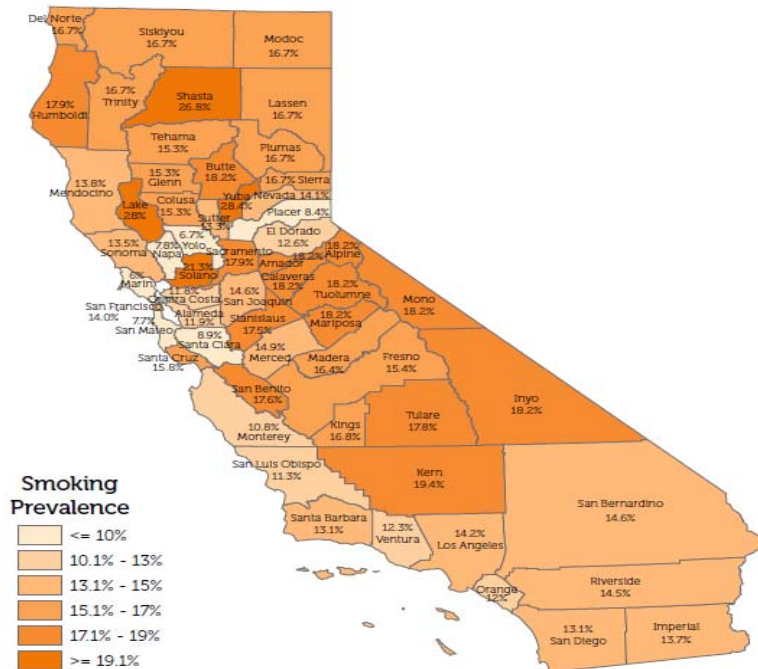 Del Norte
16.7%
Siskiyou
16.7%
Modoc
16.7%
17.9%
Humboldt
16.7%
Trinity
Shasta
26.8%
Lassen
16.7%
Tehama
15.3%
Plumas
16.7%
13.8%
Mendocino
15.3%
Glenn
Butte
18.2%
16.7% Sierra
Lake
28%
Colusa
15.3%
Sutter
13.3%
Yuba
28.4%
Nevada 14.1%
Placer 8.4%
El Dorado
12.6%
13.5%
Sonoma
7.8%
Napa
6.7%
Yolo
Sacramento
17.9%
18.2%
Amador
18.2%
Alpine
6%
Marin
21.3%
Solano
Calaveras
18.2%
18.2%
Tuolumne
Mono
18.2%
11.8%
Contra Costa
14.6%
San Joaquin
San Francisco
14.0%
Alameda
11.9%
Stanislaus
17.5%
18.2%
Mariposa
7.7%
San Mateo
8.9%
Santa Clara
14.9%
Merced
Madera
16.4%
Fresno
15.4%
Santa Cruz
15.8%
San Benito
17.6%
Inyo
18.2%
10.8%
Monterey
Kings
16.8%
Tulare
17.8%
San Luis Obispo
11.3%
Kern
19.4%
San Bernardino
14.6%
Santa Barbara
13.1%
12.3%
Ventura
14.2%
Los Angeles
Orange
12%
Riverside
14.5%
13.1%
San Diego
Imperial
13.7%
Smoking
Prevalence
<= 10%
10.1% - 13%
13.1% - 15%
15.1% - 17%
17.1% - 19%
>= 19.1%